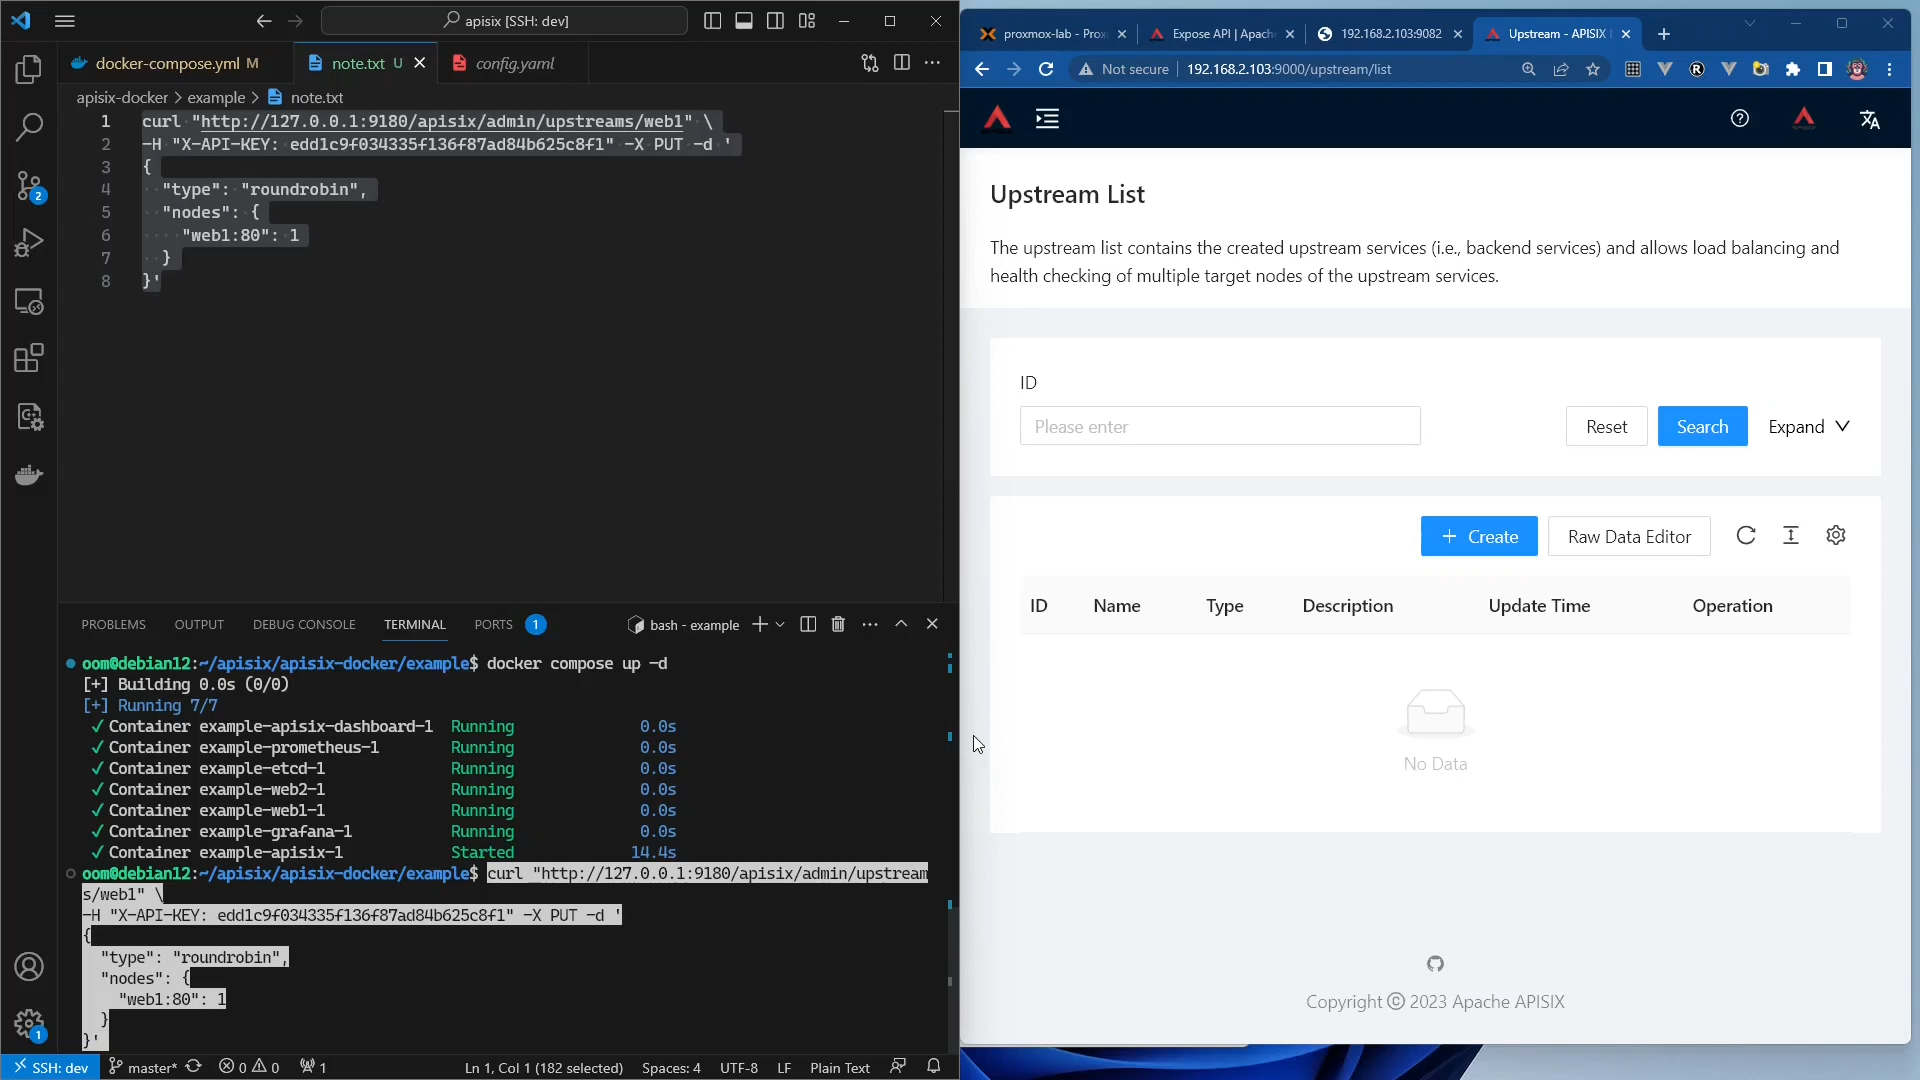 apisix [SSH: dev]
docker-compose.yml M
note.txt U
config.yaml
apisix-docker > example > note.txt
1 curl "http://127.0.0.1:9180/apisix/admin/upstreams/web1" \
2 -H "X-API-KEY: edd1c9f034335f136f87ad84b625c8f1" -X PUT -d '
3 {
4 "type": "roundrobin",
5 "nodes": {
6 "web1:80": 1
7 }
8 }'
PROBLEMS OUTPUT DEBUG CONSOLE TERMINAL PORTS 1
bash - example
oom@debian12:~/apisix/apisix-docker/example$ docker compose up -d
[+] Building 0.0s (0/0)
[+] Running 7/7
✓ Container example-apisix-dashboard-1 Running 0.0s
✓ Container example-prometheus-1 Running 0.0s
✓ Container example-etcd-1 Running 0.0s
✓ Container example-web2-1 Running 0.0s
✓ Container example-web1-1 Running 0.0s
✓ Container example-grafana-1 Running 0.0s
✓ Container example-apisix-1 Started 14.4s
oom@debian12:~/apisix/apisix-docker/example$ curl "http://127.0.0.1:9180/apisix/admin/upstream
s/web1" \
-H "X-API-KEY: edd1c9f034335f136f87ad84b625c8f1" -X PUT -d '
{
"type": "roundrobin",
"nodes": {
"web1:80": 1
}
}'
2
1
SSH: dev master* 0 0 1 Ln 1, Col 1 (182 selected) Spaces: 4 UTF-8 LF Plain Text
proxmox-lab - Prox
Expose API | Apach
192.168.2.103:9082
Upstream - APISIX
Not secure 192.168.2.103:9000/upstream/list
Upstream List
The upstream list contains the created upstream services (i.e., backend services) and allows load balancing and
health checking of multiple target nodes of the upstream services.
ID
Please enter
Reset Search Expand
+ Create Raw Data Editor
ID Name Type Description Update Time Operation
No Data
Copyright © 2023 Apache APISIX